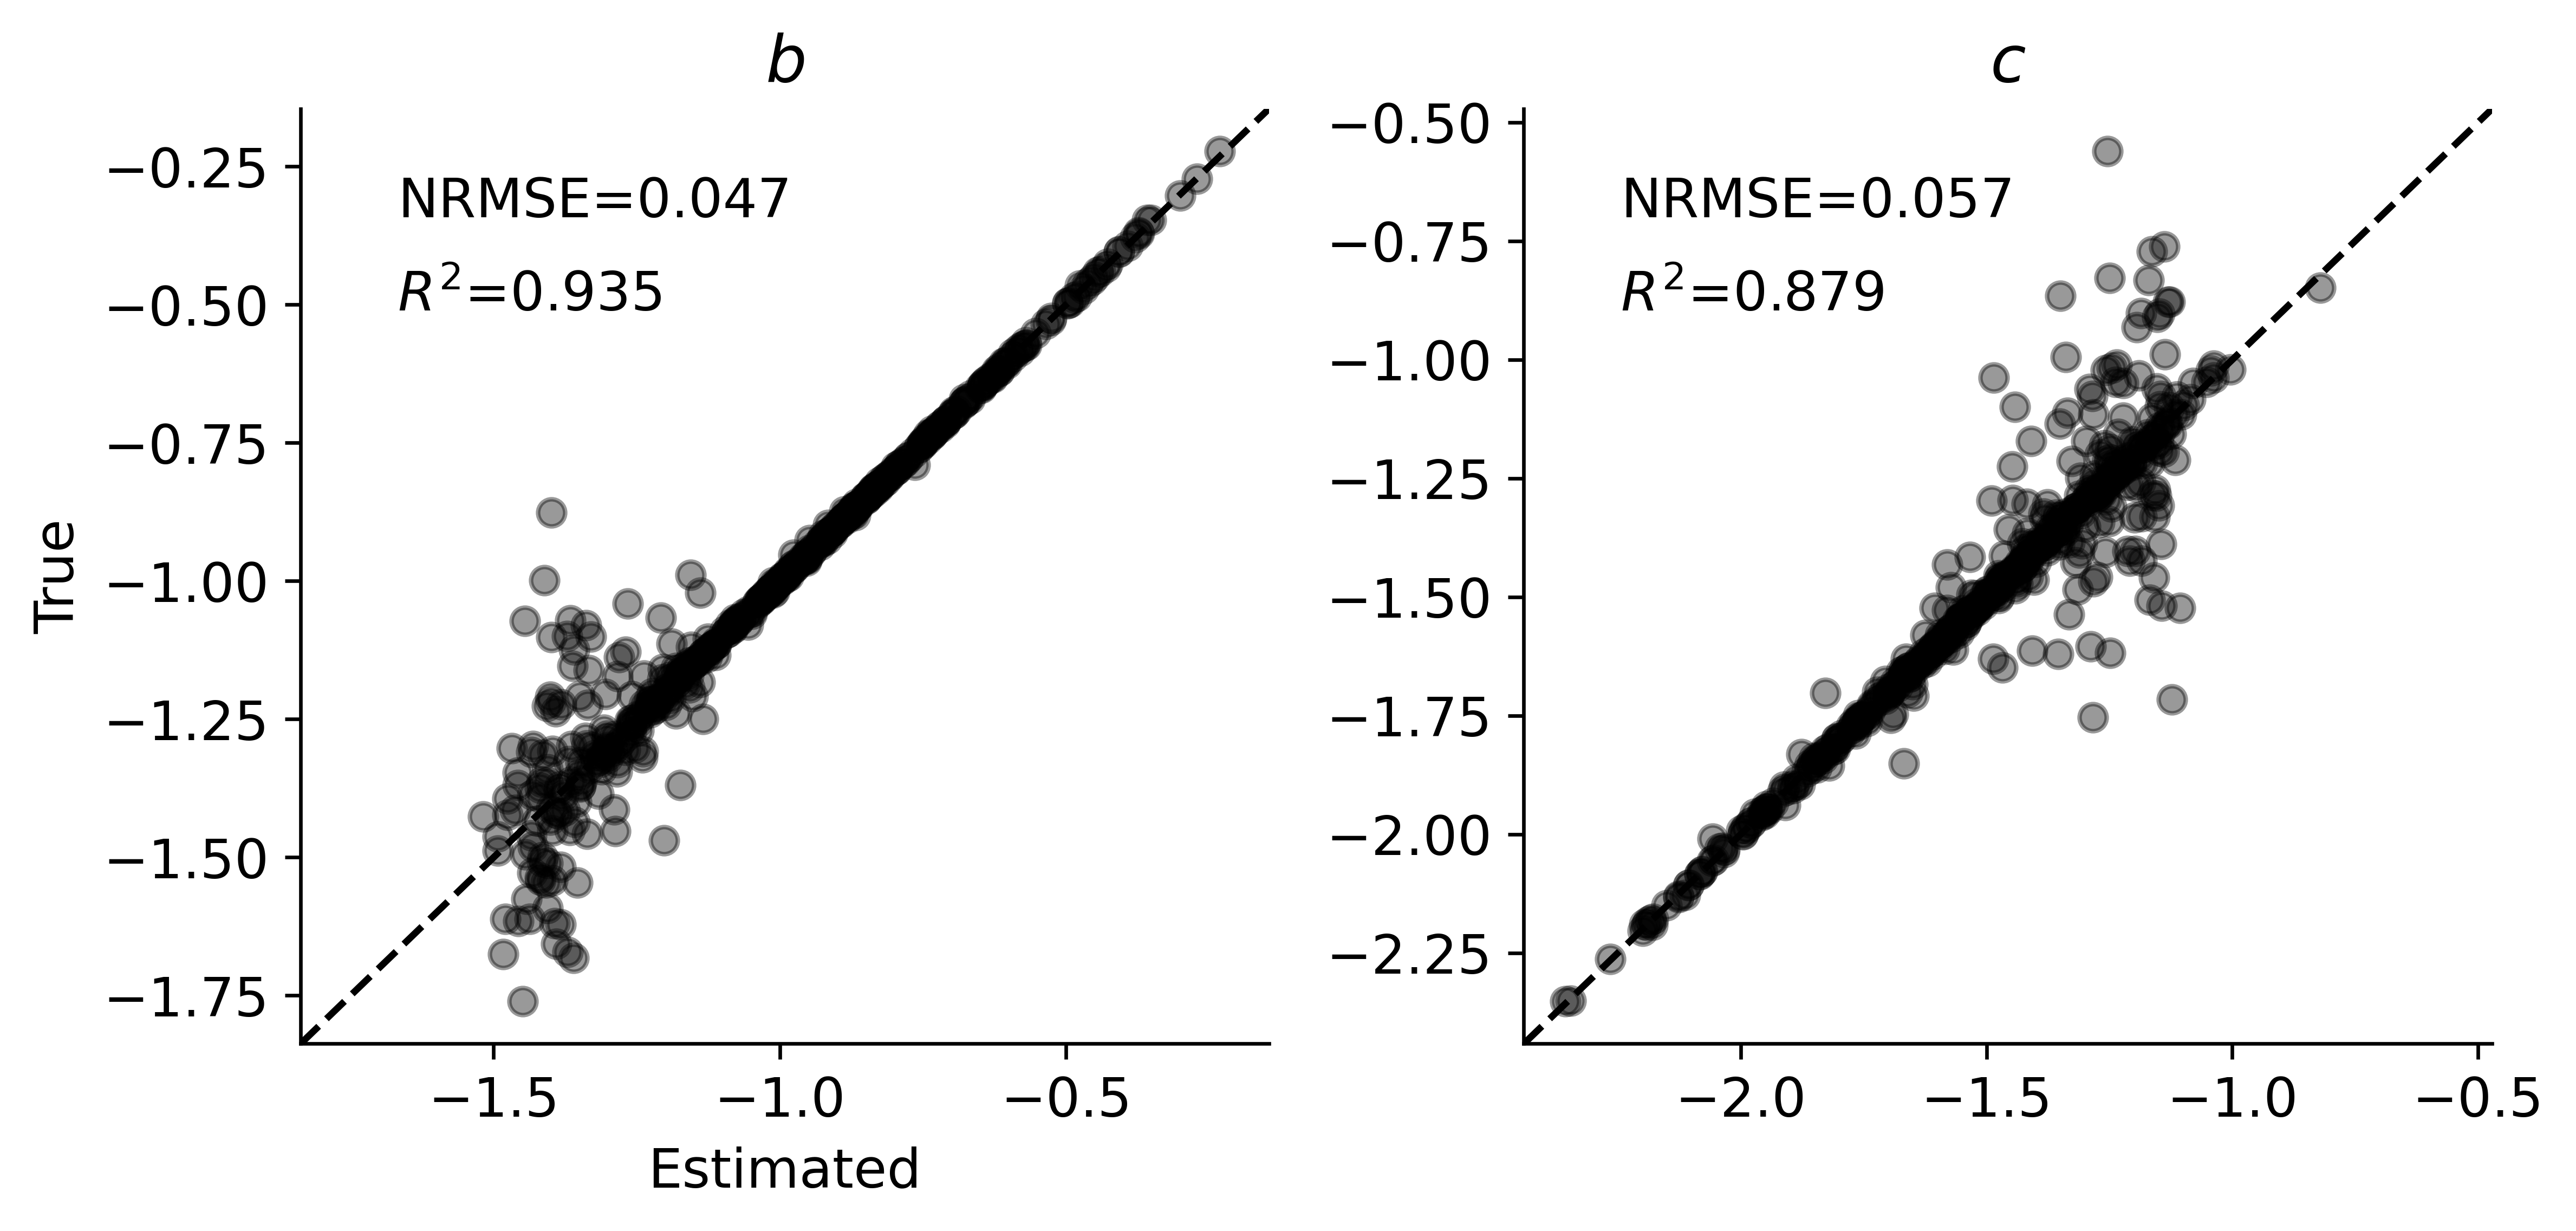 b
NRMSE=0.047
R²=0.935
True
−0.25
−0.50
−0.75
−1.00
−1.25
−1.50
−1.75
−1.5 −1.0 −0.5
Estimated
c
NRMSE=0.057
R²=0.879
−0.50
−0.75
−1.00
−1.25
−1.50
−1.75
−2.00
−2.25
−2.0 −1.5 −1.0 −0.5